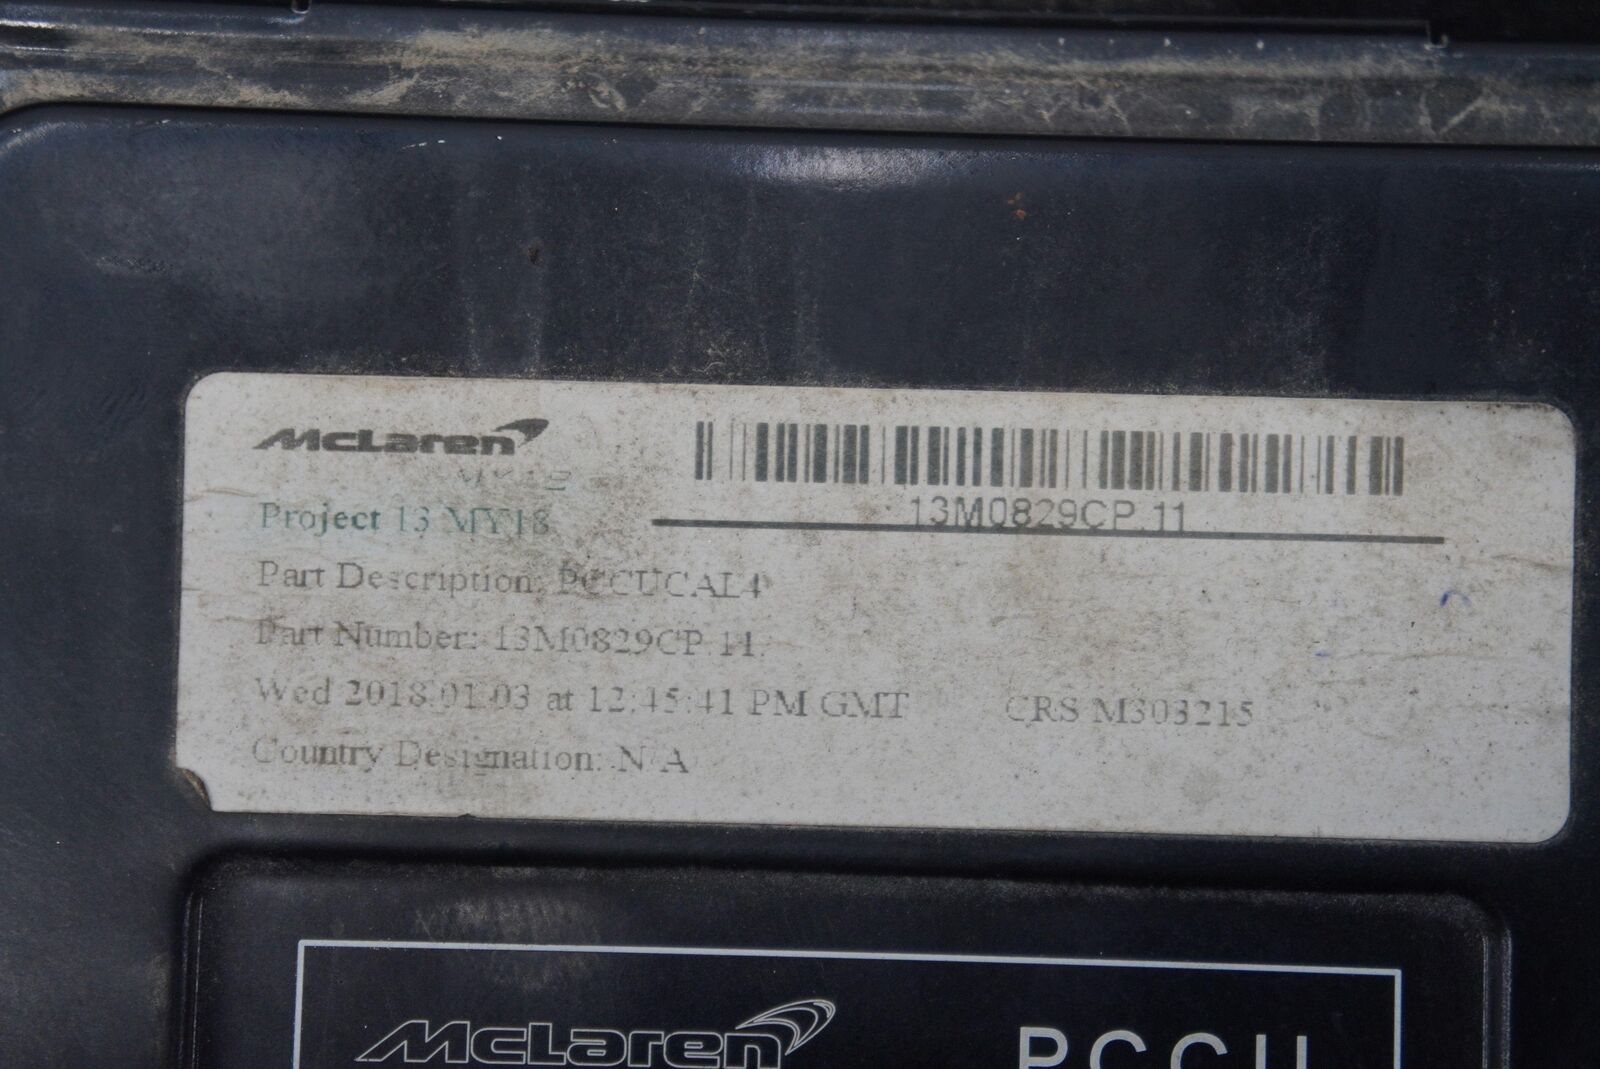 McLaren
13M0829CP.11
Project 13 MY18
Part Description: PCCUCAL4
Part Number: 13M0829CP.11
Wed 2018.01.03 at 12:45:41 PM GMT CRS M303215
Country Designation: N/A
McLaren PCCU